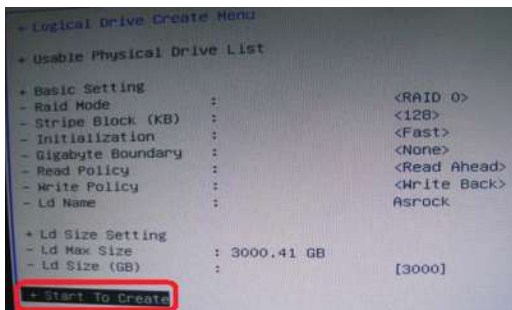 + Logical Drive Create Menu
+ Usable Physical Drive List
+ Basic Setting
- Raid Mode : <RAID 0>
- Stripe Block (KB) : <128>
- Initialization : <Fast>
- Gigabyte Boundary : <None>
- Read Policy : <Read Ahead>
- Write Policy : <Write Back>
- Ld Name : Asrock
+ Ld Size Setting
- Ld Max Size : 3000.41 GB
- Ld Size (GB) : [3000]
+ Start To Create